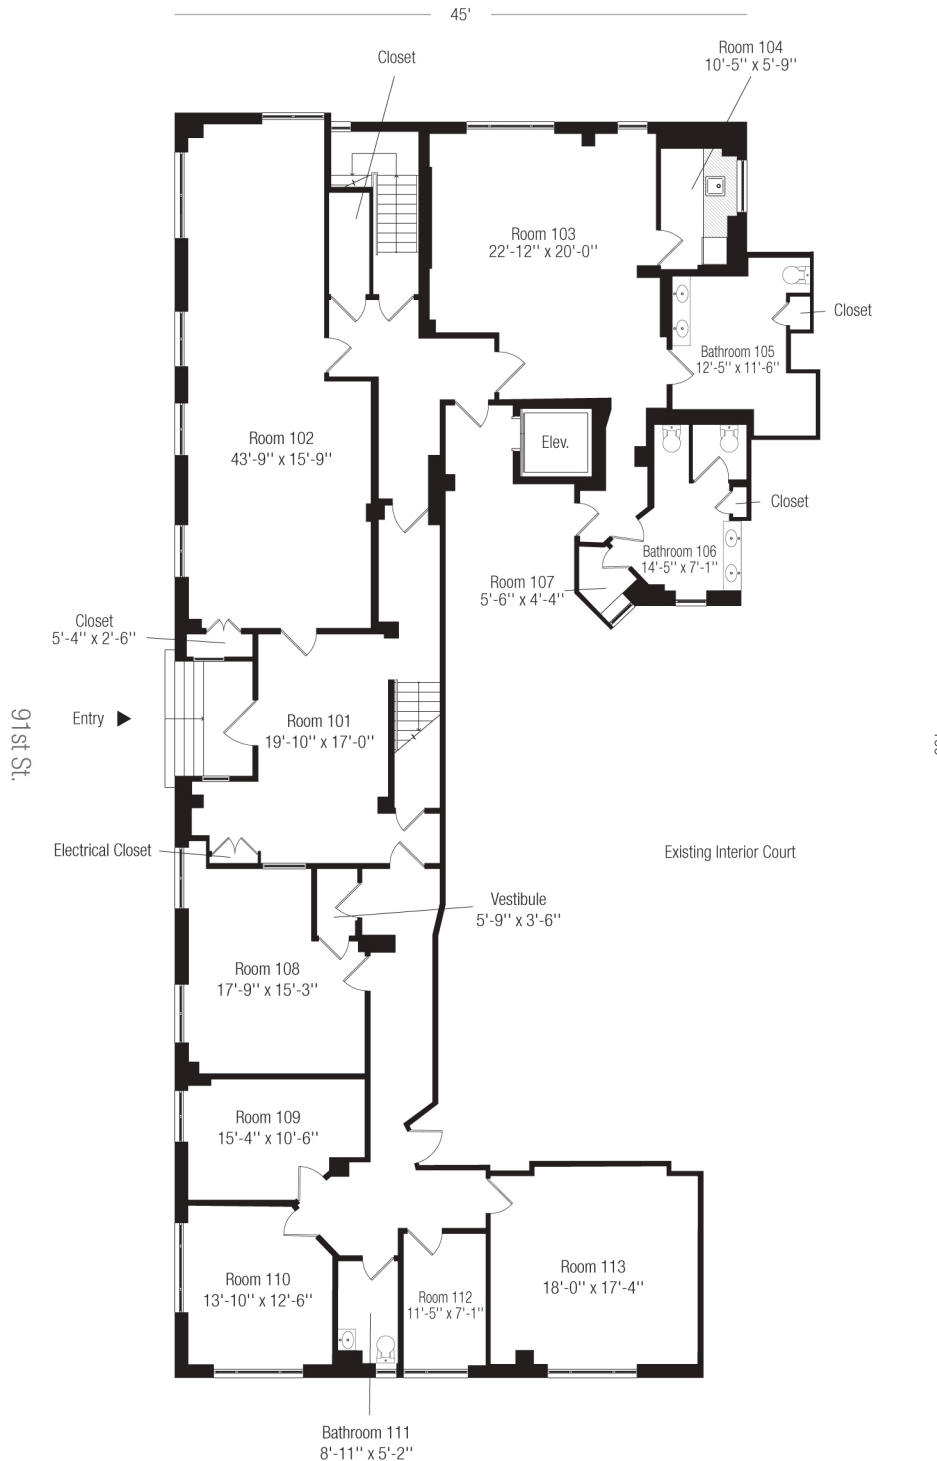 45'
Closet
Room 104
10'-5'' x 5'-9''
Room 103
22'-12'' x 20'-0''
Closet
Bathroom 105
12'-5'' x 11'-6''
Room 102
43'-9'' x 15'-9''
Elev.
Closet
Bathroom 106
14'-5'' x 7'-1''
Room 107
5'-6'' x 4'-4''
Closet
5'-4'' x 2'-6''
Entry
91st St.
Room 101
19'-10'' x 17'-0''
Electrical Closet
Existing Interior Court
Vestibule
5'-9'' x 3'-6''
Room 108
17'-9'' x 15'-3''
Room 109
15'-4'' x 10'-6''
Room 110
13'-10'' x 12'-6''
Room 112
11'-5'' x 7'-1''
Room 113
18'-0'' x 17'-4''
Bathroom 111
8'-11'' x 5'-2''